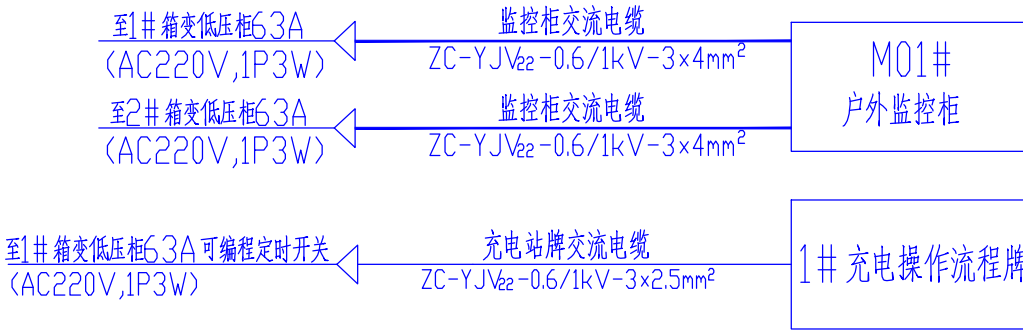 至1#箱变低压柜63A
(AC220V,1P3W)
监控柜交流电缆
ZC-YJV22-0.6/1kV-3×4mm²
M01#
户外监控柜
至2#箱变低压柜63A
(AC220V,1P3W)
监控柜交流电缆
ZC-YJV22-0.6/1kV-3×4mm²
至1#箱变低压柜63A可编程定时开关
(AC220V,1P3W)
充电站牌交流电缆
ZC-YJV22-0.6/1kV-3×2.5mm²
1#充电操作流程牌